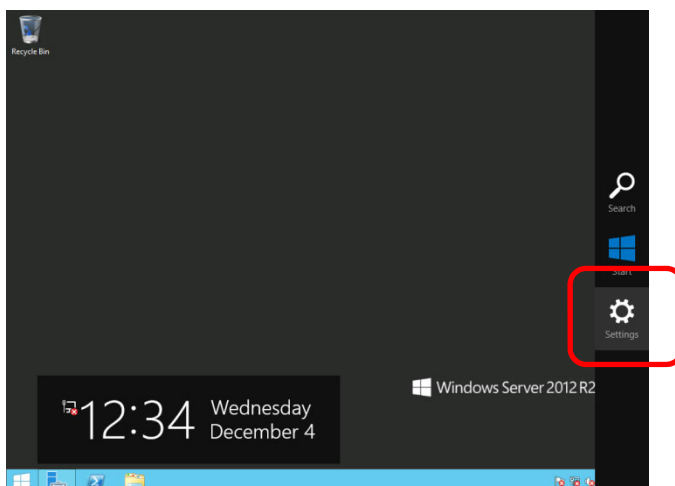 Recycle Bin
Search
Start
Settings
Windows Server 2012 R2
12:34
Wednesday
December 4